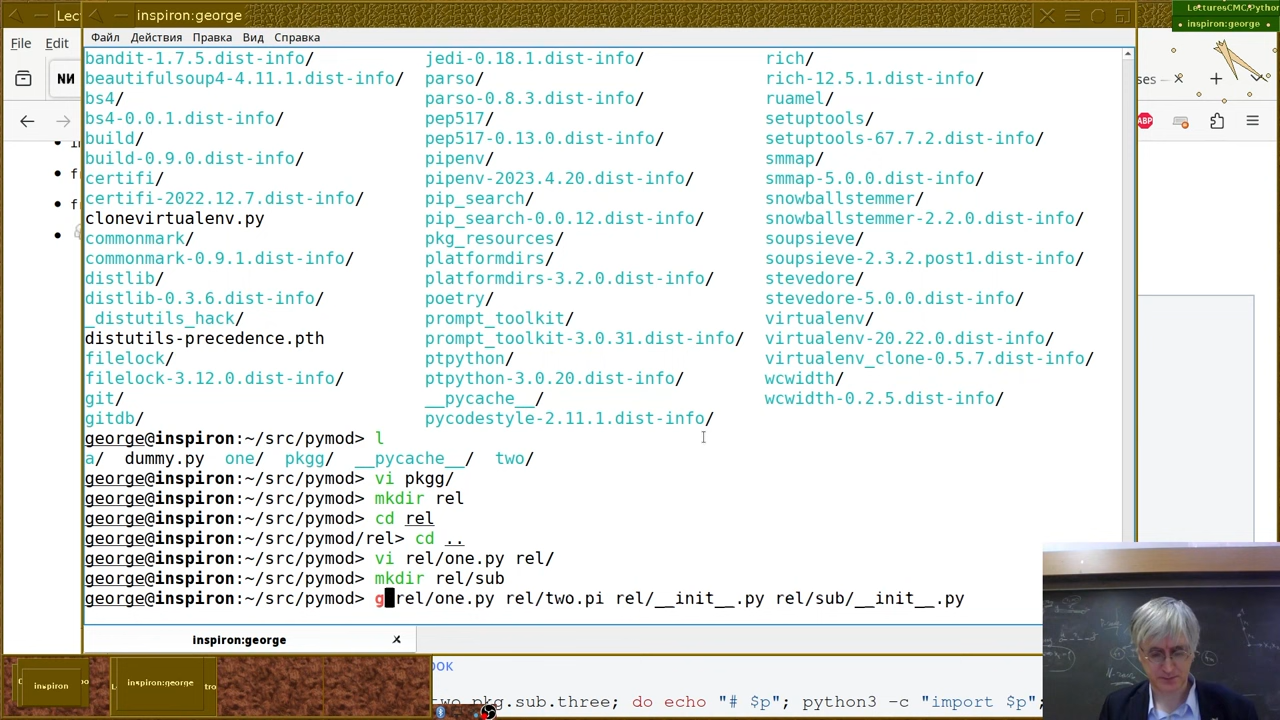 Lec
inspiron:george
LecturesCMC/Python
inspiron:george
File Edit
Файл Действия Правка Вид Справка
ИИ
ses
ABP
bandit-1.7.5.dist-info/ jedi-0.18.1.dist-info/ rich/
beautifulsoup4-4.11.1.dist-info/ parso/ rich-12.5.1.dist-info/
bs4/ parso-0.8.3.dist-info/ ruamel/
bs4-0.0.1.dist-info/ pep517/ setuptools/
build/ pep517-0.13.0.dist-info/ setuptools-67.7.2.dist-info/
build-0.9.0.dist-info/ pipenv/ smmap/
certifi/ pipenv-2023.4.20.dist-info/ smmap-5.0.0.dist-info/
certifi-2022.12.7.dist-info/ pip_search/ snowballstemmer/
clonevirtualenv.py pip_search-0.0.12.dist-info/ snowballstemmer-2.2.0.dist-info/
commonmark/ pkg_resources/ soupsieve/
commonmark-0.9.1.dist-info/ platformdirs/ soupsieve-2.3.2.post1.dist-info/
distlib/ platformdirs-3.2.0.dist-info/ stevedore/
distlib-0.3.6.dist-info/ poetry/ stevedore-5.0.0.dist-info/
_distutils_hack/ prompt_toolkit/ virtualenv/
distutils-precedence.pth prompt_toolkit-3.0.31.dist-info/ virtualenv-20.22.0.dist-info/
filelock/ ptpython/ virtualenv_clone-0.5.7.dist-info/
filelock-3.12.0.dist-info/ ptpython-3.0.20.dist-info/ wcwidth/
git/ __pycache__/ wcwidth-0.2.5.dist-info/
gitdb/ pycodestyle-2.11.1.dist-info/
george@inspiron:~/src/pymod> l
a/ dummy.py one/ pkgg/ __pycache__/ two/
george@inspiron:~/src/pymod> vi pkgg/
george@inspiron:~/src/pymod> mkdir rel
george@inspiron:~/src/pymod> cd rel
george@inspiron:~/src/pymod/rel> cd ..
george@inspiron:~/src/pymod> vi rel/one.py rel/
george@inspiron:~/src/pymod> mkdir rel/sub
george@inspiron:~/src/pymod> g rel/one.py rel/two.pi rel/__init__.py rel/sub/__init__.py
inspiron:george
inspiron
inspiron:george
tro
ок
two pkg.sub.three; do echo "# $p"; python3 -c "import $p";